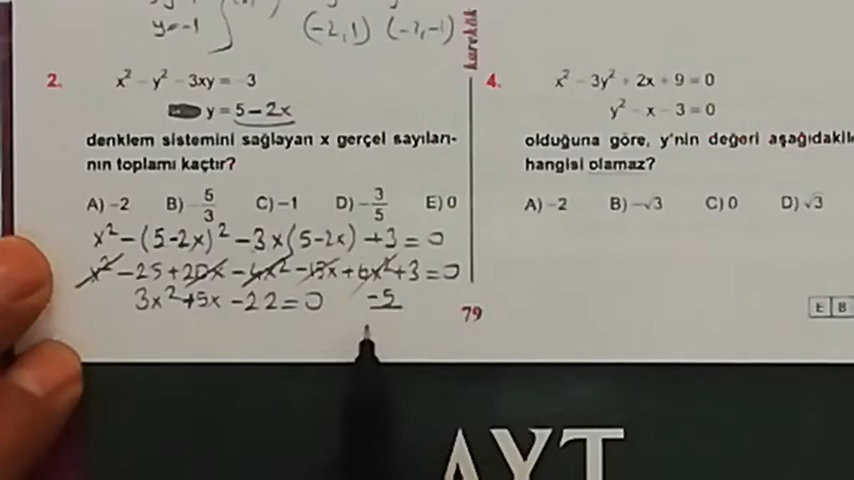 y=-1
(-2,1) (-2,-1)
karekök
2. x² - y² - 3xy = -3
y = 5-2x
denklem sistemini sağlayan x gerçel sayıları-
nın toplamı kaçtır?
A) -2 B) -5/3 C) -1 D) -3/5 E) 0
x² - (5-2x)² - 3x(5-2x) +3 = 0
x² - 25 + 20x - 4x² - 15x + 6x² + 3 = 0
3x² + 5x - 22 = 0 -5
4. x² - 3y² + 2x + 9 = 0
y² - x - 3 = 0
olduğuna göre, y'nin değeri aşağıdakile
hangisi olamaz?
A) -2 B) -√3 C) 0 D) √3
79
E B
AYT